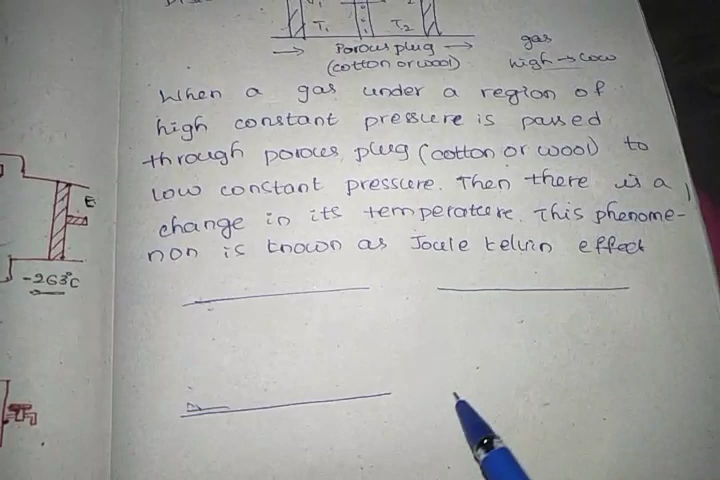 T₁ T₂
→ Porous plug →
(cotton or wool)
gas
high → low
When a gas under a region of
high constant pressure is passed
through porous plug (cotton or wool) to
low constant pressure. Then there is a
change in its temperature. This phenome-
non is known as Joule kelvin effect
E
-263°C